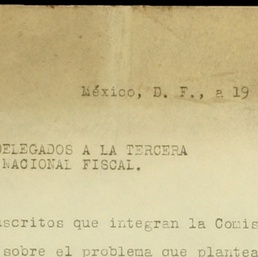 México, D. F., a 19
DELEGADOS A LA TERCERA
NACIONAL FISCAL.
scritos que integran la Comis
sobre el problema que plantea